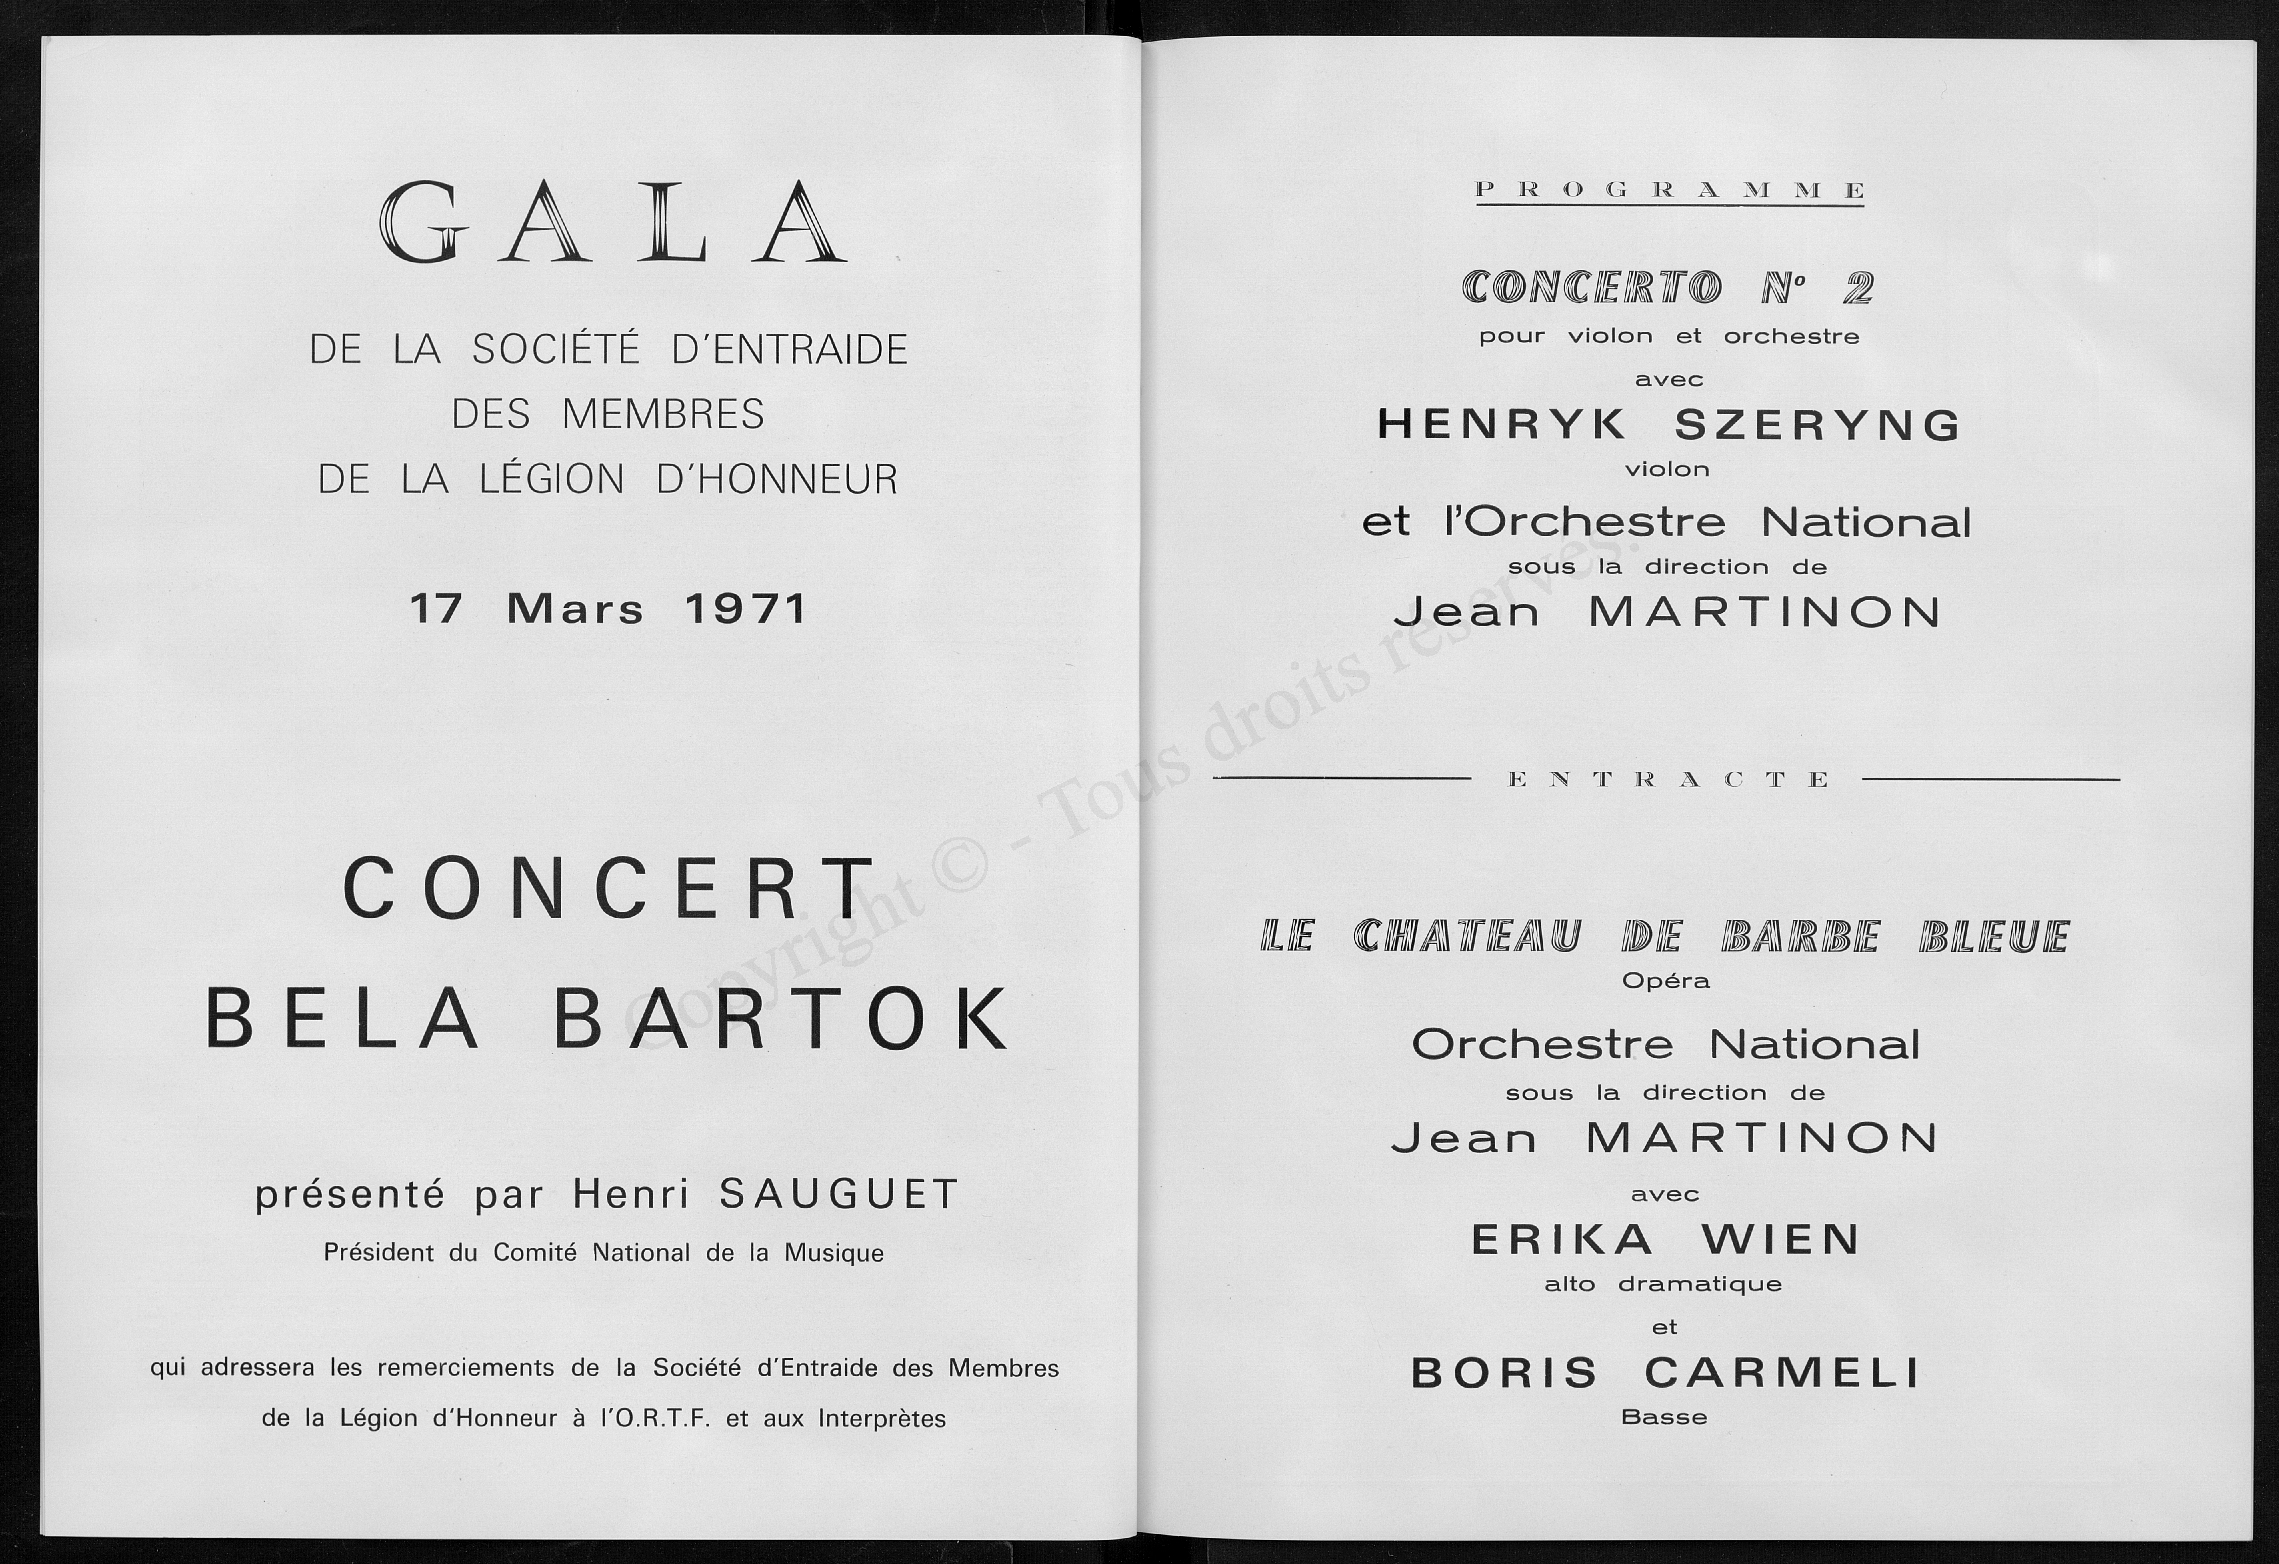 GALA
DE LA SOCIÉTÉ D'ENTRAIDE
DES MEMBRES
DE LA LÉGION D'HONNEUR
17 Mars 1971
CONCERT
BELA BARTOK
présenté par Henri SAUGUET
Président du Comité National de la Musique
qui adressera les remerciements de la Société d'Entraide des Membres
de la Légion d'Honneur à l'O.R.T.F. et aux Interprètes
PROGRAMME
CONCERTO Nº 2
pour violon et orchestre
avec
HENRYK SZERYNG
violon
et l'Orchestre National
sous la direction de
Jean MARTINON
ENTRACTE
LE CHATEAU DE BARBE BLEUE
Opéra
Orchestre National
sous la direction de
Jean MARTINON
avec
ERIKA WIEN
alto dramatique
et
BORIS CARMELI
Basse
Copyright © - Tous droits réservés.